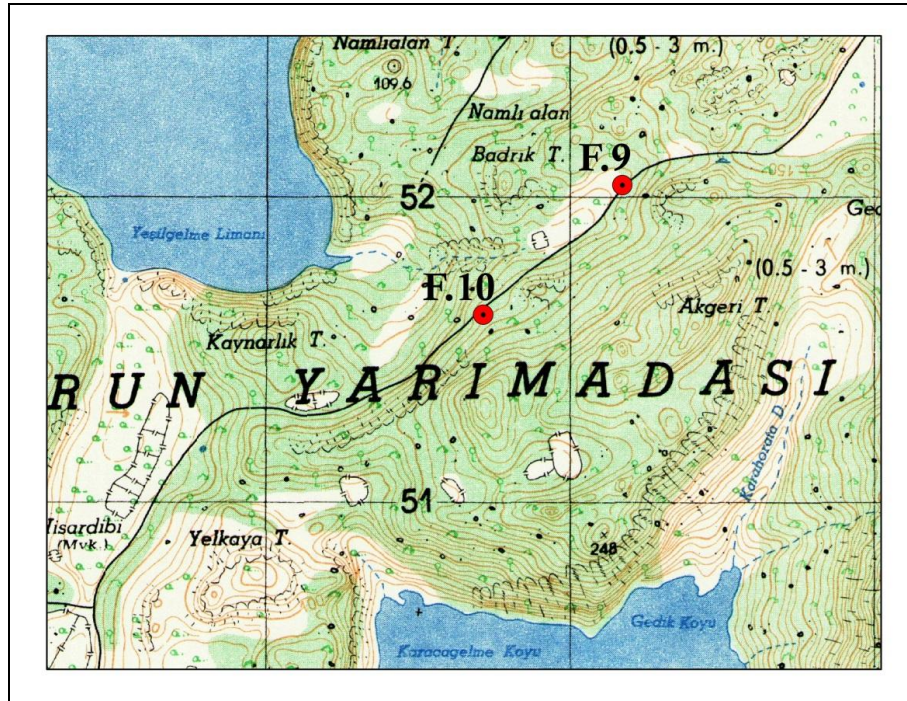 Namlıalan T.
(0.5 - 3 m.)
109.6
Namlı alan
Badrık T.
F.9
52
Yeşilgelme Limanı
(0.5 - 3 m.)
F.10
Akgeri T.
Kaynarlık T.
RUN YARIMADASI
Karahorata D.
51
Hisardibi
(Mvk.)
Yelkaya T.
248
Gedik Koyu
Karacagelme Koyu